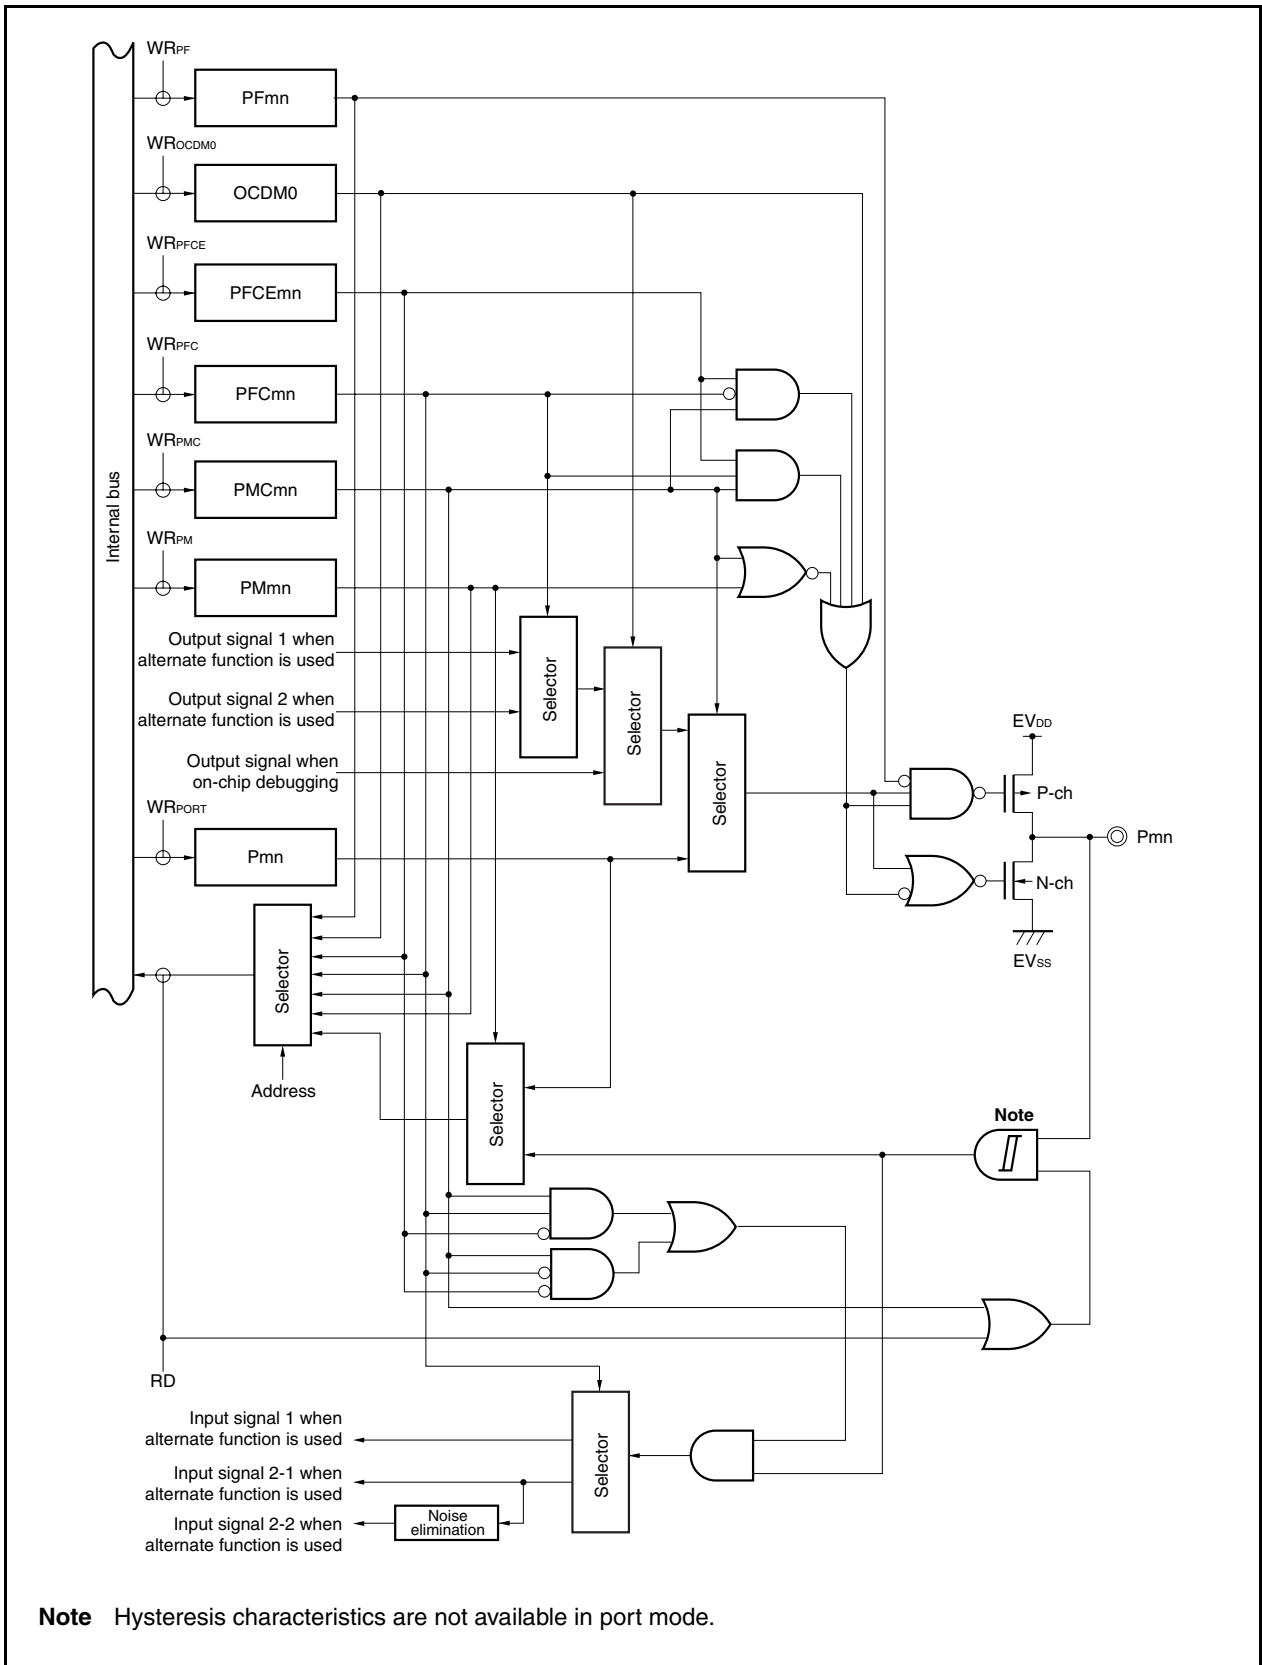 WRPF
PFmn
WROCDM0
OCDM0
WRPFCE
PFCEmn
WRPFC
PFCmn
WRPMC
PMCmn
Internal bus
WRPM
PMmn
Output signal 1 when
alternate function is used
Selector
Output signal 2 when
alternate function is used
Selector
Output signal when
on-chip debugging
Selector
WRPORT
Pmn
EVDD
P-ch
Pmn
N-ch
EVSS
Selector
Address
Selector
Note
RD
Input signal 1 when
alternate function is used
Selector
Input signal 2-1 when
alternate function is used
Noise
elimination
Input signal 2-2 when
alternate function is used
Note Hysteresis characteristics are not available in port mode.